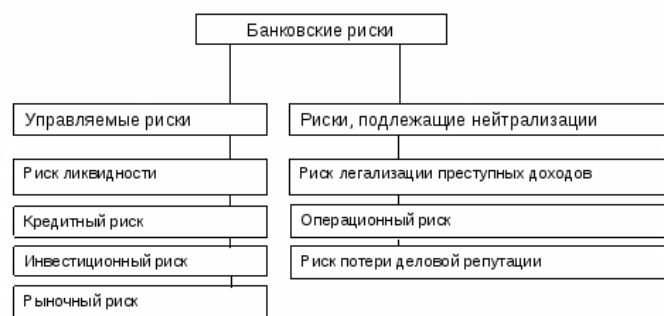 Банковские риски
Управляемые риски
Риски, подлежащие нейтрализации
Риск ликвидности
Риск легализации преступных доходов
Кредитный риск
Операционный риск
Инвестиционный риск
Риск потери деловой репутации
Рыночный риск